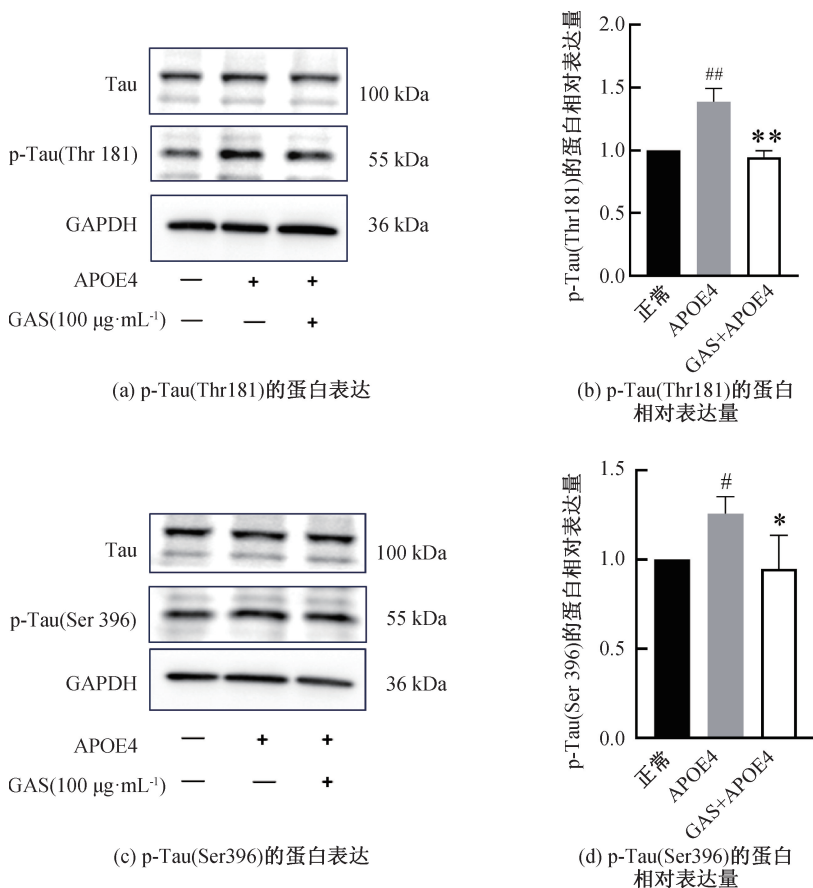 Tau
100 kDa
p-Tau(Thr 181)
55 kDa
GAPDH
36 kDa
APOE4 — + +
GAS(100 μg·mL⁻¹) — — +
(a) p-Tau(Thr181)的蛋白表达
p-Tau(Thr181)的蛋白相对表达量
2.0
1.5
1.0
0.5
0.0
##
**
正常
APOE4
GAS+APOE4
(b) p-Tau(Thr181)的蛋白
相对表达量
Tau
100 kDa
p-Tau(Ser 396)
55 kDa
GAPDH
36 kDa
APOE4 — + +
GAS(100 μg·mL⁻¹) — — +
(c) p-Tau(Ser396)的蛋白表达
p-Tau(Ser 396)的蛋白相对表达量
1.5
1.0
0.5
0.0
#
*
正常
APOE4
GAS+APOE4
(d) p-Tau(Ser396)的蛋白
相对表达量